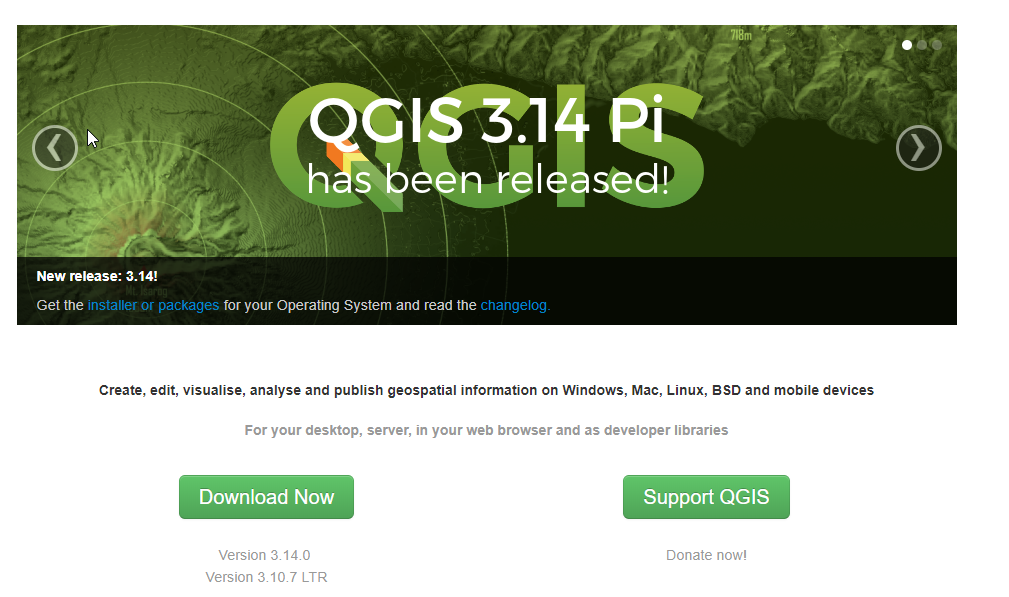 718m
QGIS
QGIS 3.14 Pi
has been released!
New release: 3.14!
Get the installer or packages for your Operating System and read the changelog.
Create, edit, visualise, analyse and publish geospatial information on Windows, Mac, Linux, BSD and mobile devices
For your desktop, server, in your web browser and as developer libraries
Download Now
Support QGIS
Version 3.14.0
Donate now!
Version 3.10.7 LTR